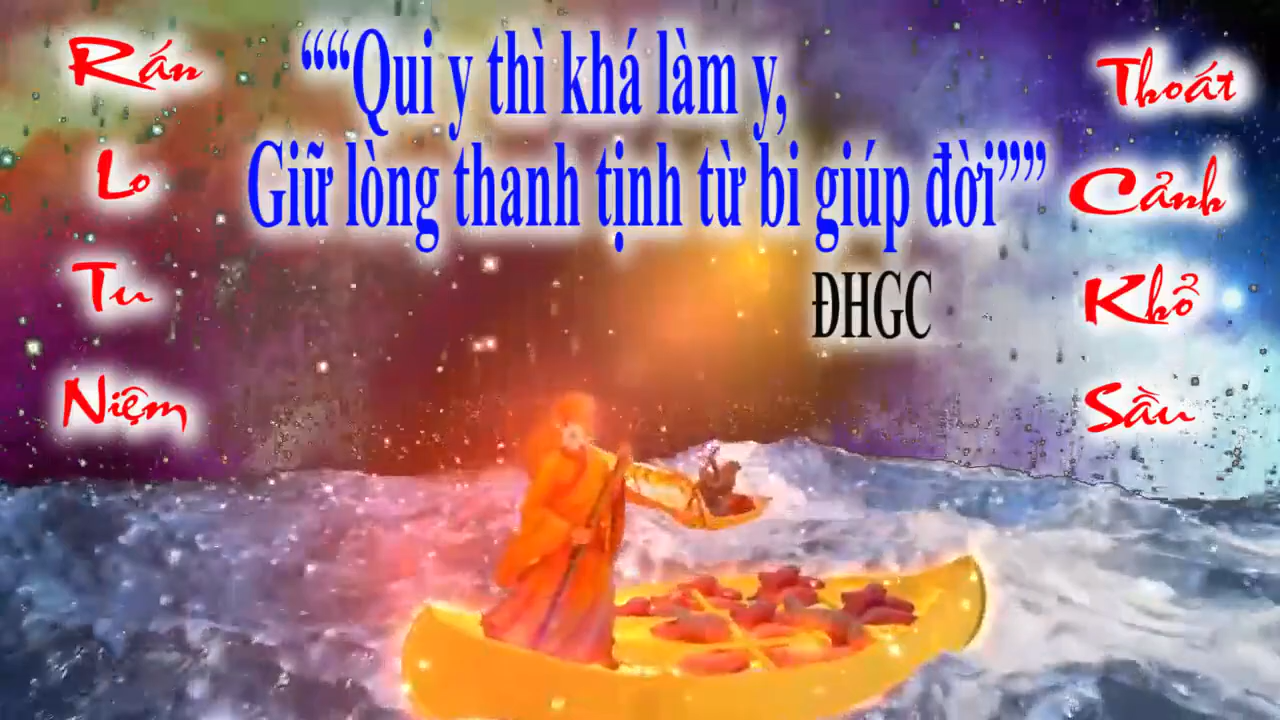 Rấn
Lo
Tu
Niệm
““Qui y thì khá làm y,
Giữ lòng thanh tịnh từ bi giúp đời””
ĐHGC
Thoát
Cảnh
Khổ
Sầu